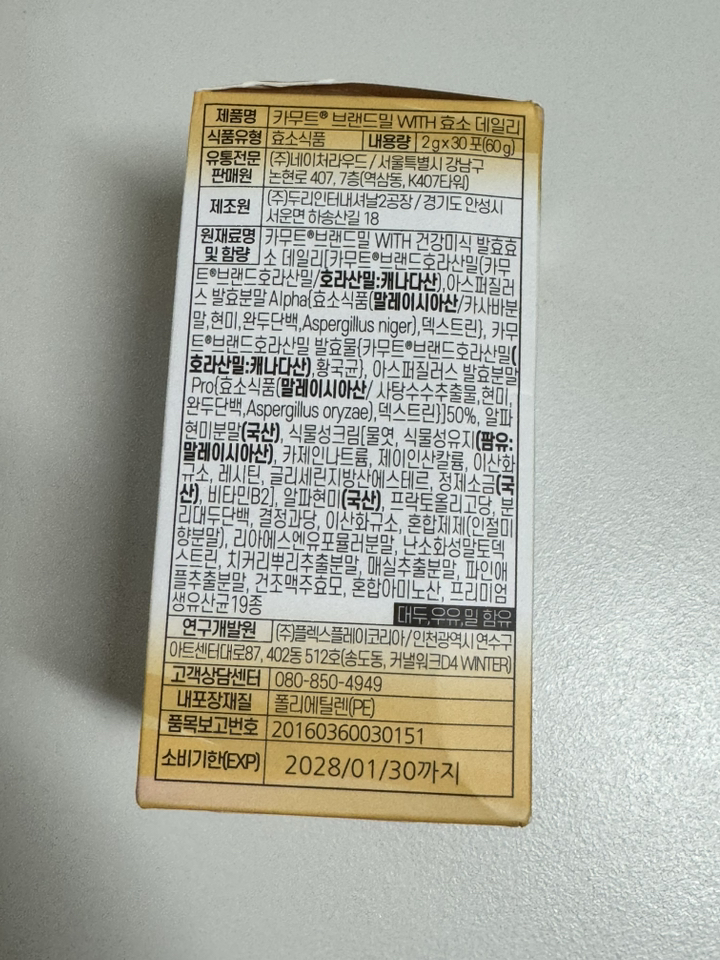 제품명 카무트® 브랜드밀 WITH 효소 데일리
식품유형 효소식품 내용량 2g×30포(60g)
유통전문판매원 (주)네이처라우드 / 서울특별시 강남구
논현로 407, 7층(역삼동, K407타워)
제조원 (주)두리인터내셔날2공장 / 경기도 안성시
서운면 하송산길 18
원재료명 및 함량 카무트®브랜드밀 WITH 건강미식 발효효
소 데일리[카무트®브랜드호라산밀{카무
트®브랜드호라산밀/호라산밀:캐나다산),아스퍼질러
스 발효분말 Alpha{효소식품(말레이시아산/카사바분
말,현미,완두단백,Aspergillus niger),덱스트린}, 카무
트®브랜드호라산밀 발효물{카무트®브랜드호라산밀(
호라산밀:캐나다산),황국균}, 아스퍼질러스 발효분말
Pro{효소식품(말레이시아산/ 사탕수수추출물,현미,
완두단백,Aspergillus oryzae),덱스트린}]50%, 알파
현미분말(국산), 식물성크림[물엿, 식물성유지(팜유:
말레이시아산), 카제인나트륨, 제이인산칼륨, 이산화
규소, 레시틴, 글리세린지방산에스테르, 정제소금(국
산), 비타민B2], 알파현미(국산), 프락토올리고당, 분
리대두단백, 결정과당, 이산화규소, 혼합제제(인절미
향분말), 리아에스엔유포뮬러분말, 난소화성말토덱
스트린, 치커리뿌리추출분말, 매실추출분말, 파인애
플추출분말, 건조맥주효모, 혼합아미노산, 프리미엄
생유산균19종
대두,우유,밀 함유
연구개발원 (주)플렉스플레이코리아/인천광역시 연수구
아트센터대로87, 402동 512호(송도동, 커낼워크D4 WINTER)
고객상담센터 080-850-4949
내포장재질 폴리에틸렌(PE)
품목보고번호 20160360030151
소비기한(EXP) 2028/01/30까지